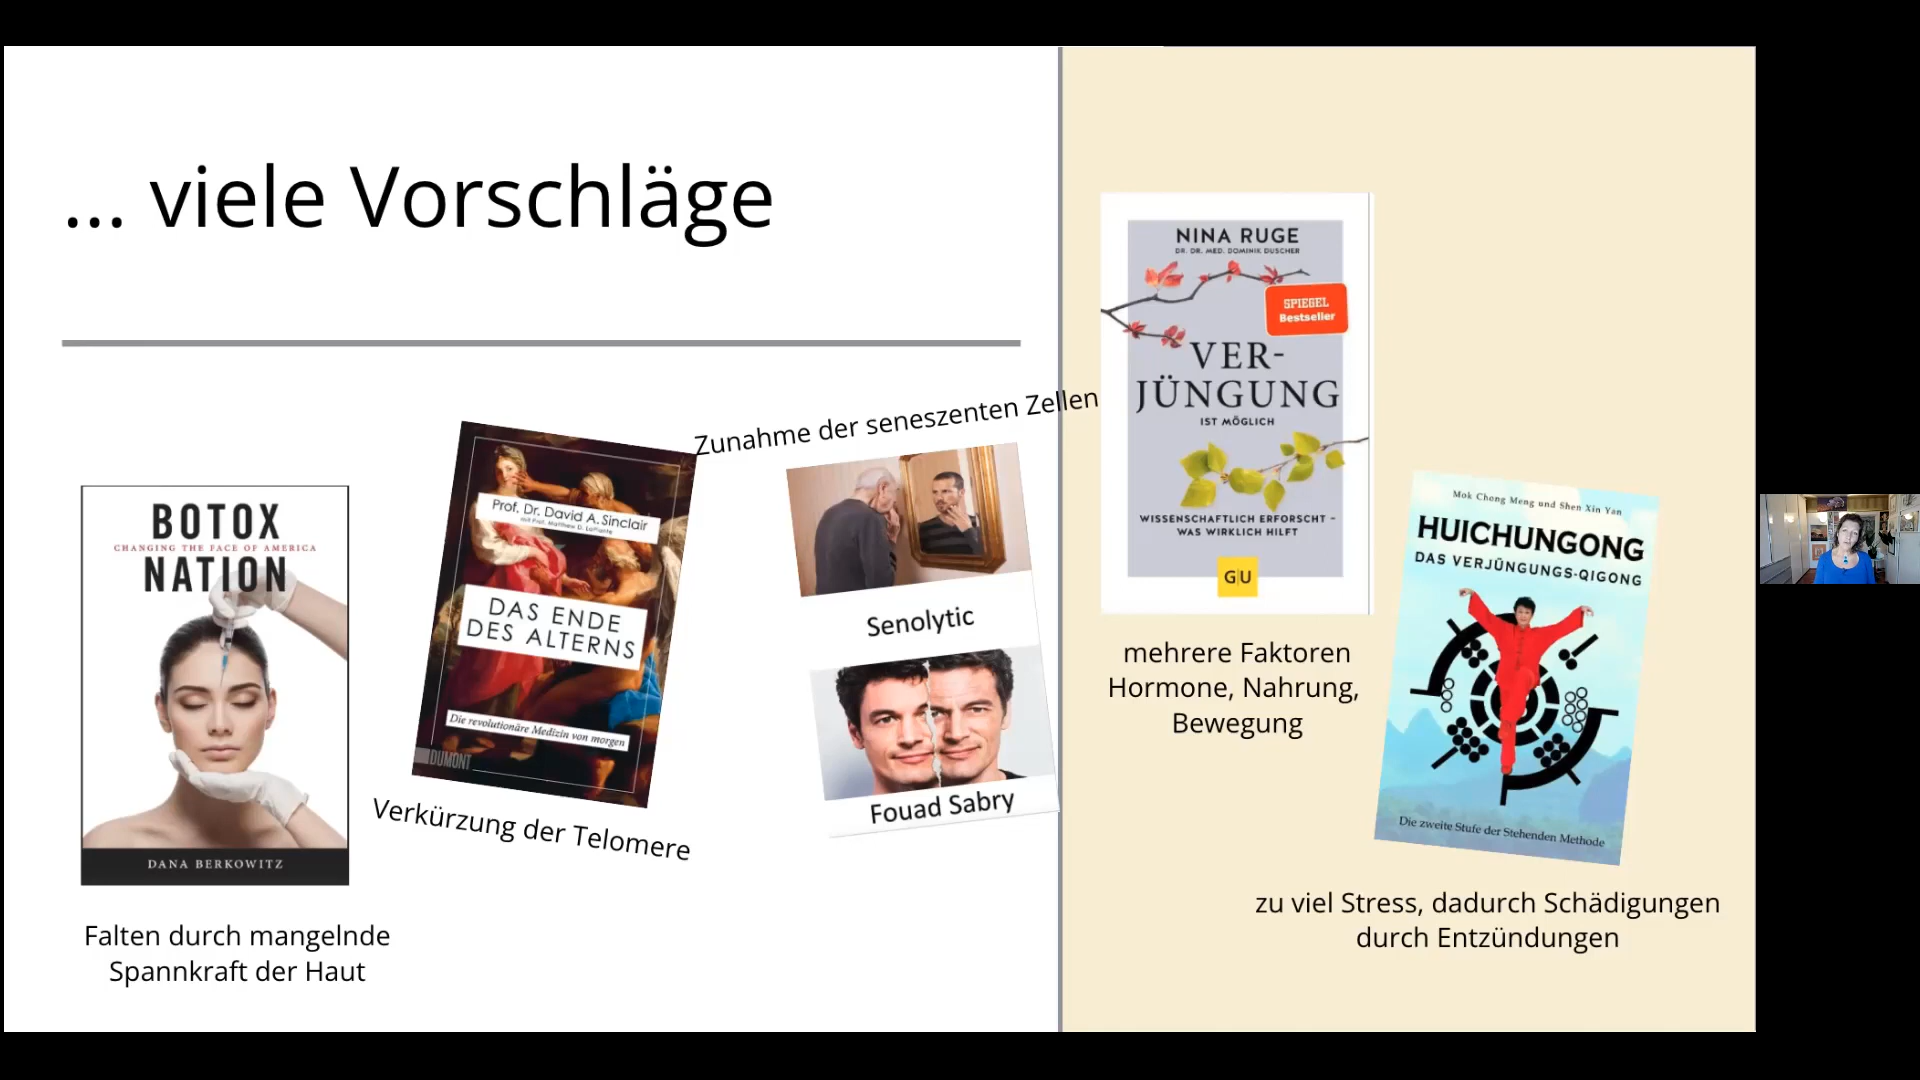 ... viele Vorschläge
BOTOX
CHANGING THE FACE OF AMERICA
NATION
DANA BERKOWITZ
Falten durch mangelnde
Spannkraft der Haut
Prof. Dr. David A. Sinclair
mit Prof. Matthew D. LaPlante
DAS ENDE
DES ALTERNS
Die revolutionäre Medizin von morgen
DUMONT
Verkürzung der Telomere
Zunahme der seneszenten Zellen
Senolytic
Fouad Sabry
NINA RUGE
DR. DR. MED. DOMINIK DUSCHER
SPIEGEL
Bestseller
VER-
JÜNGUNG
IST MÖGLICH
WISSENSCHAFTLICH ERFORSCHT –
WAS WIRKLICH HILFT
GU
mehrere Faktoren
Hormone, Nahrung,
Bewegung
Mok Chong Meng und Shen Xin Yan
HUICHUNGONG
DAS VERJÜNGUNGS-QIGONG
Die zweite Stufe der Stehenden Methode
zu viel Stress, dadurch Schädigungen
durch Entzündungen